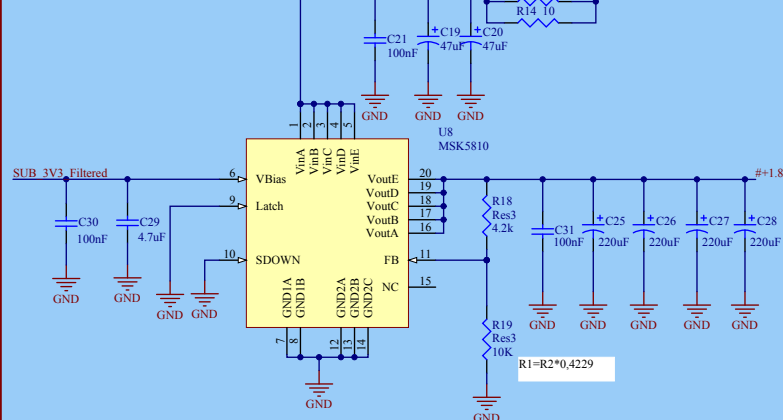 R14 10
C21
100nF
C19
47uF
C20
47uF
GND
GND
GND
U8
MSK5810
1
2
3
4
5
VinA
VinB
VinC
VinD
VinE
SUB_3V3_Filtered
6
VBias
9
Latch
10
SDOWN
VoutE
20
VoutD
19
VoutC
18
VoutB
17
VoutA
16
FB
11
NC
15
GND1A
GND1B
GND2A
GND2B
GND2C
7
8
12
13
14
GND
C30
100nF
GND
C29
4.7uF
GND
GND
GND
R18
Res3
4.2k
R19
Res3
10K
GND
R1=R2*0,4229
C31
100nF
C25
220uF
C26
220uF
C27
220uF
C28
220uF
GND
GND
GND
GND
GND
#+1.8